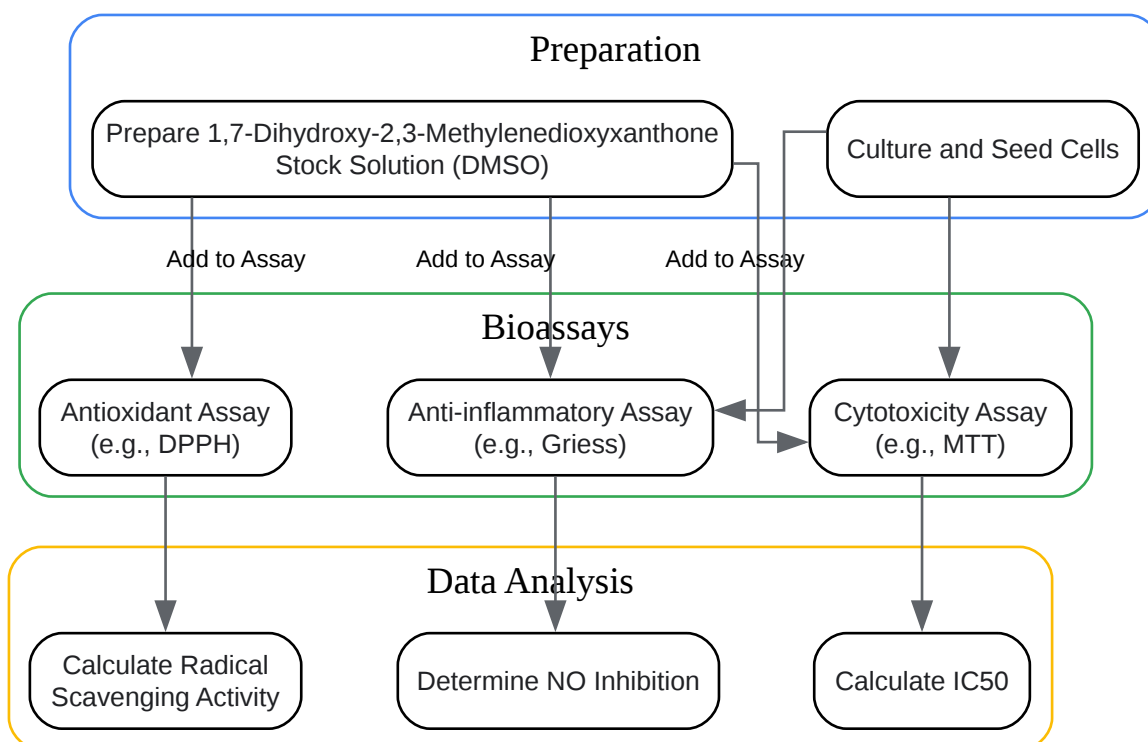 Preparation
Prepare 1,7-Dihydroxy-2,3-Methylenedioxyxanthone
Stock Solution (DMSO)
Culture and Seed Cells
Add to Assay
Add to Assay
Add to Assay
Bioassays
Antioxidant Assay
(e.g., DPPH)
Anti-inflammatory Assay
(e.g., Griess)
Cytotoxicity Assay
(e.g., MTT)
Data Analysis
Calculate Radical
Scavenging Activity
Determine NO Inhibition
Calculate IC50